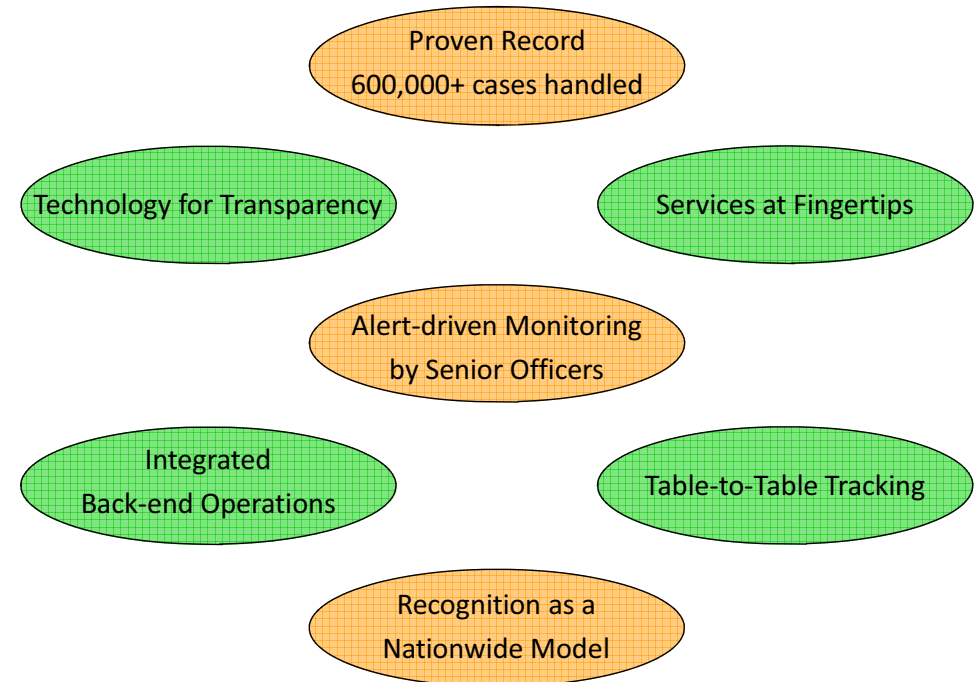 Proven Record
600,000+ cases handled
Technology for Transparency
Services at Fingertips
Alert-driven Monitoring
by Senior Officers
Integrated
Back-end Operations
Table-to-Table Tracking
Recognition as a
Nationwide Model